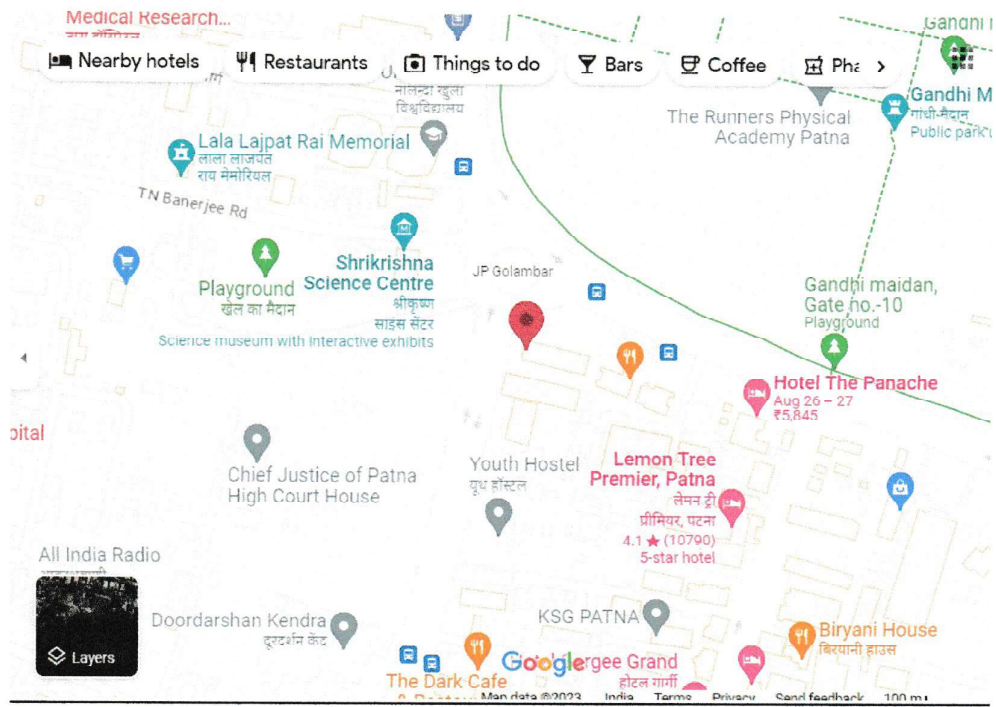 Medical Research...
Gandhi
Nearby hotels
Restaurants
Things to do
Bars
Coffee
नालन्दा खुला
विश्वविद्यालय
The Runners Physical
Academy Patna
Gandhi M
गांधी-मैदान
Public park
Lala Lajpat Rai Memorial
लाला लाजपत
राय मेमोरियल
TN Banerjee Rd
Shrikrishna
Science Centre
श्रीकृष्ण
साइंस सेंटर
Science museum with interactive exhibits
Playground
खेल का मैदान
JP Golambar
Gandhi maidan,
Gate no.-10
Playground
Hotel The Panache
Aug 26 – 27
₹5,845
pital
Chief Justice of Patna
High Court House
Youth Hostel
यूथ हॉस्टल
Lemon Tree
Premier, Patna
लेमन ट्री
प्रीमियर, पटना
4.1 ★ (10790)
5-star hotel
All India Radio
Layers
Doordarshan Kendra
दूरदर्शन केंद्र
KSG PATNA
Biryani House
बिरयानी हाउस
The Dark Cafe
Google
rgee Grand
होटल गार्गी
Map data ©2023 India Terms Privacy Send feedback 100 m